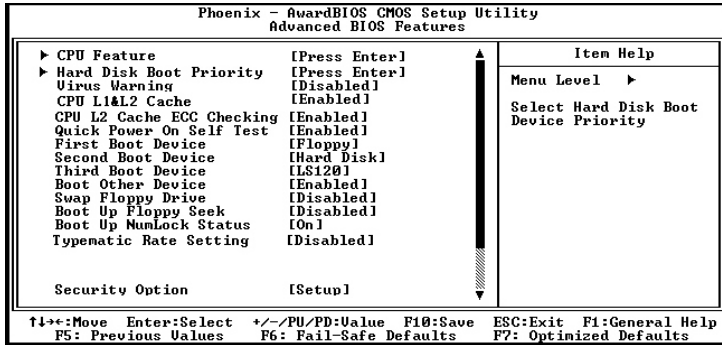 Phoenix - AwardBIOS CMOS Setup Utility
Advanced BIOS Features
▶ CPU Feature [Press Enter]
▶ Hard Disk Boot Priority [Press Enter]
Virus Warning [Disabled]
CPU L1&L2 Cache [Enabled]
CPU L2 Cache ECC Checking [Enabled]
Quick Power On Self Test [Enabled]
First Boot Device [Floppy]
Second Boot Device [Hard Disk]
Third Boot Device [LS120]
Boot Other Device [Enabled]
Swap Floppy Drive [Disabled]
Boot Up Floppy Seek [Disabled]
Boot Up NumLock Status [On]
Typematic Rate Setting [Disabled]
Security Option [Setup]
Item Help
Menu Level ▶
Select Hard Disk Boot
Device Priority
↑↓→←:Move Enter:Select +/-/PU/PD:Value F10:Save ESC:Exit F1:General Help
F5: Previous Values F6: Fail-Safe Defaults F7: Optimized Defaults